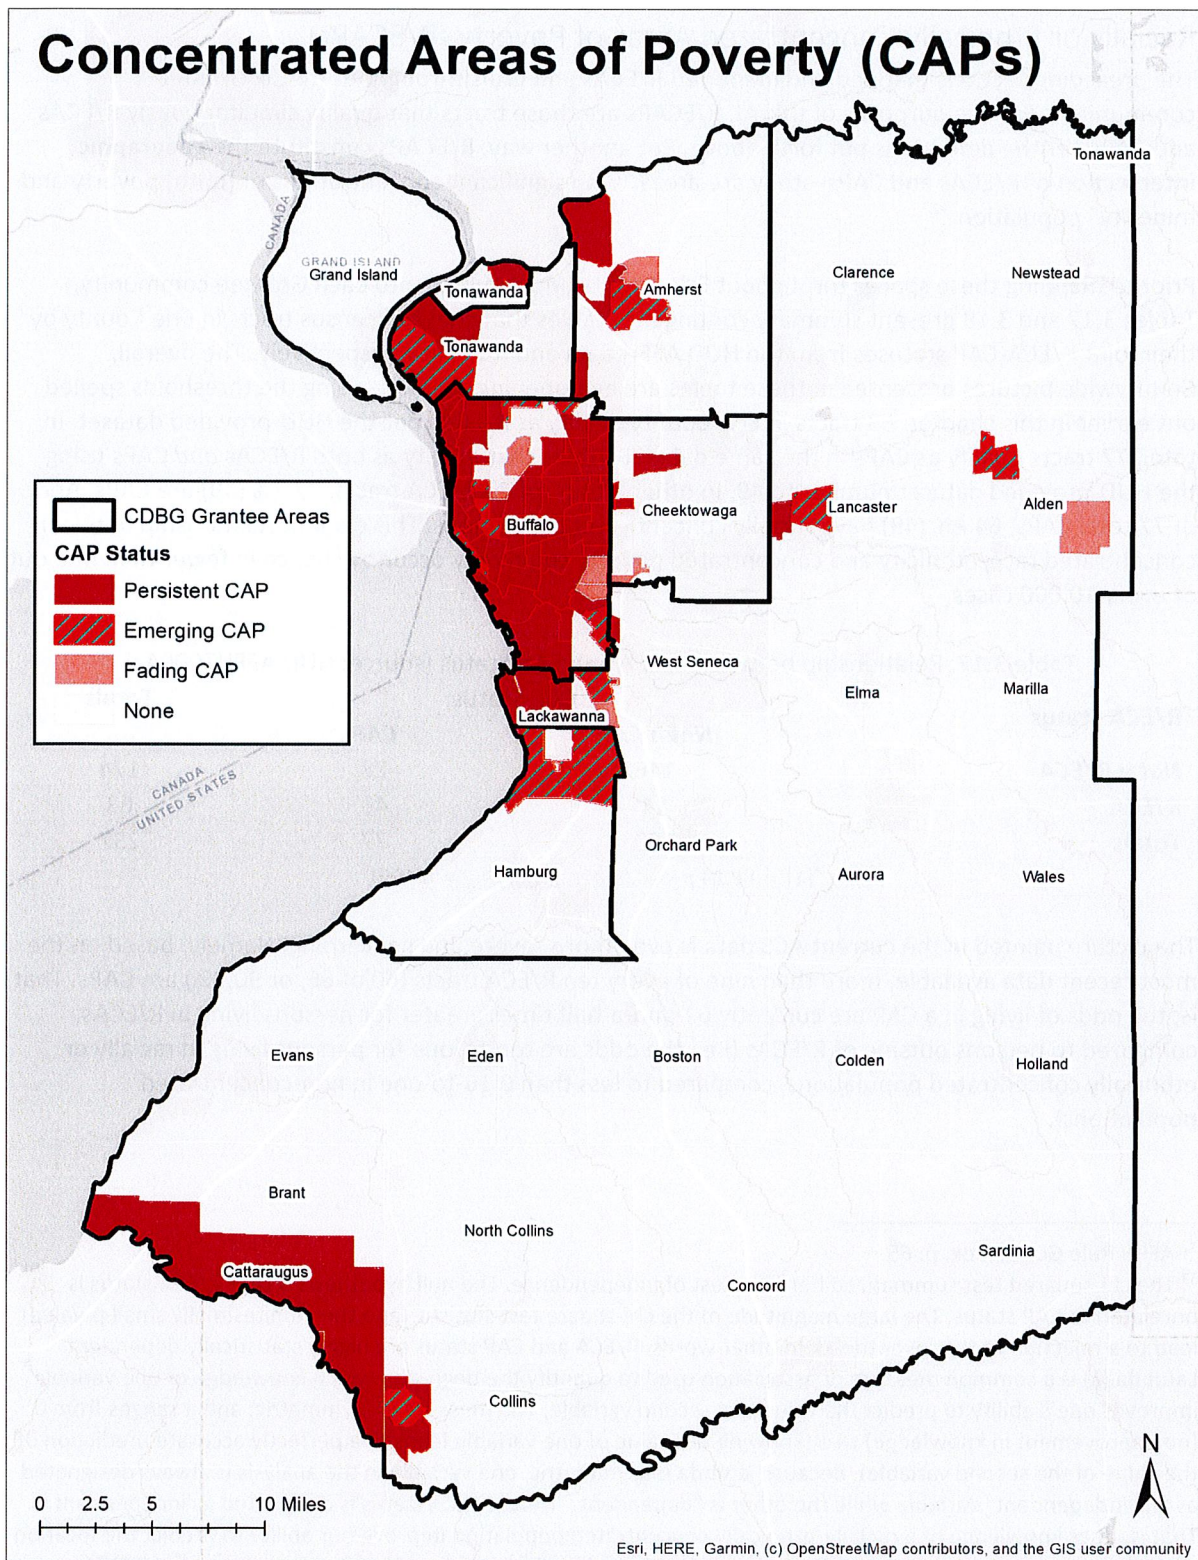 Concentrated Areas of Poverty (CAPs)
Tonawanda
CANADA
GRAND ISLAND
Grand Island
Clarence
Newstead
Tonawanda
Amherst
Tonawanda
CDBG Grantee Areas
CAP Status
Persistent CAP
Emerging CAP
Fading CAP
None
Buffalo
Cheektowaga
Lancaster
Alden
West Seneca
Elma
Marilla
Lackawanna
CANADA
UNITED STATES
Hamburg
Orchard Park
Aurora
Wales
Evans
Eden
Boston
Colden
Holland
Brant
North Collins
Cattaraugus
Concord
Sardinia
Collins
N
0 2.5 5 10 Miles
Esri, HERE, Garmin, (c) OpenStreetMap contributors, and the GIS user community